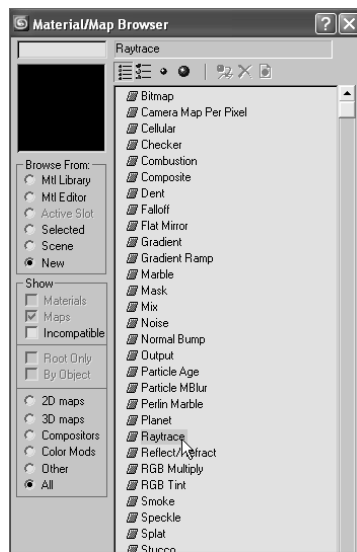 Material/Map Browser
Raytrace
Browse From:
Mtl Library
Mtl Editor
Active Slot
Selected
Scene
New
Show
Materials
Maps
Incompatible
Root Only
By Object
2D maps
3D maps
Compositors
Color Mods
Other
All
Bitmap
Camera Map Per Pixel
Cellular
Checker
Combustion
Composite
Dent
Falloff
Flat Mirror
Gradient
Gradient Ramp
Marble
Mask
Mix
Noise
Normal Bump
Output
Particle Age
Particle MBlur
Perlin Marble
Planet
Raytrace
Reflect/Refract
RGB Multiply
RGB Tint
Smoke
Speckle
Splat
Stucco